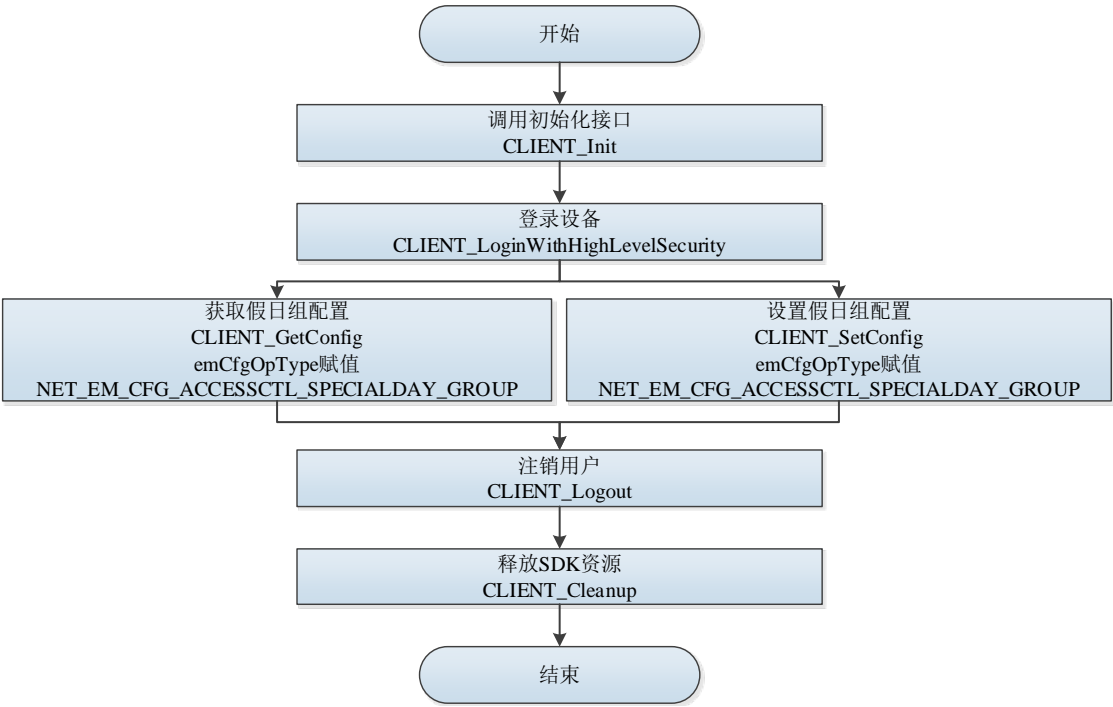 开始
调用初始化接口
CLIENT_Init
登录设备
CLIENT_LoginWithHighLevelSecurity
获取假日组配置
CLIENT_GetConfig
emCfgOpType赋值
NET_EM_CFG_ACCESSCTL_SPECIALDAY_GROUP
设置假日组配置
CLIENT_SetConfig
emCfgOpType赋值
NET_EM_CFG_ACCESSCTL_SPECIALDAY_GROUP
注销用户
CLIENT_Logout
释放SDK资源
CLIENT_Cleanup
结束